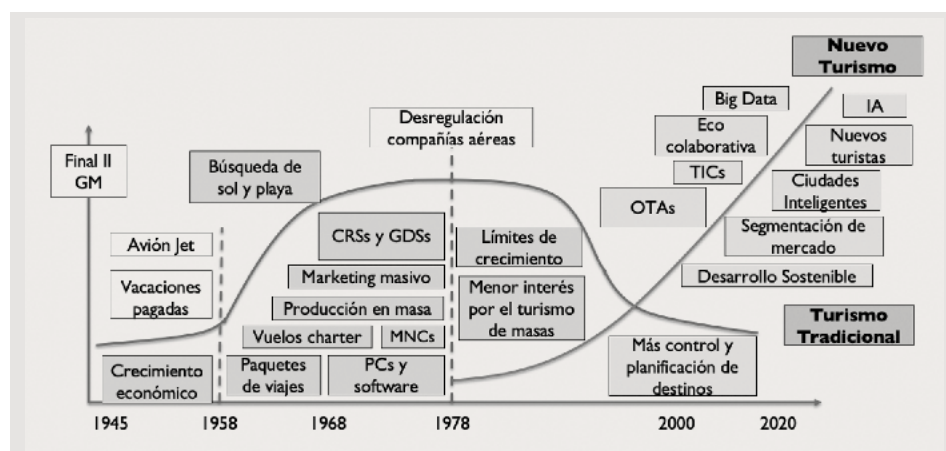 Nuevo
Turismo
Big Data
IA
Desregulación
compañías aéreas
Eco
colaborativa
Nuevos
turistas
Final II
GM
Búsqueda de
sol y playa
TICs
Ciudades
Inteligentes
OTAs
CRSs y GDSs
Límites de
crecimiento
Segmentación de
mercado
Avión Jet
Marketing masivo
Desarrollo Sostenible
Vacaciones
pagadas
Producción en masa
Menor interés
por el turismo
de masas
Turismo
Tradicional
Vuelos charter
MNCs
Más control y
planificación de
destinos
Crecimiento
económico
Paquetes
de viajes
PCs y
software
1945
1958
1968
1978
2000
2020